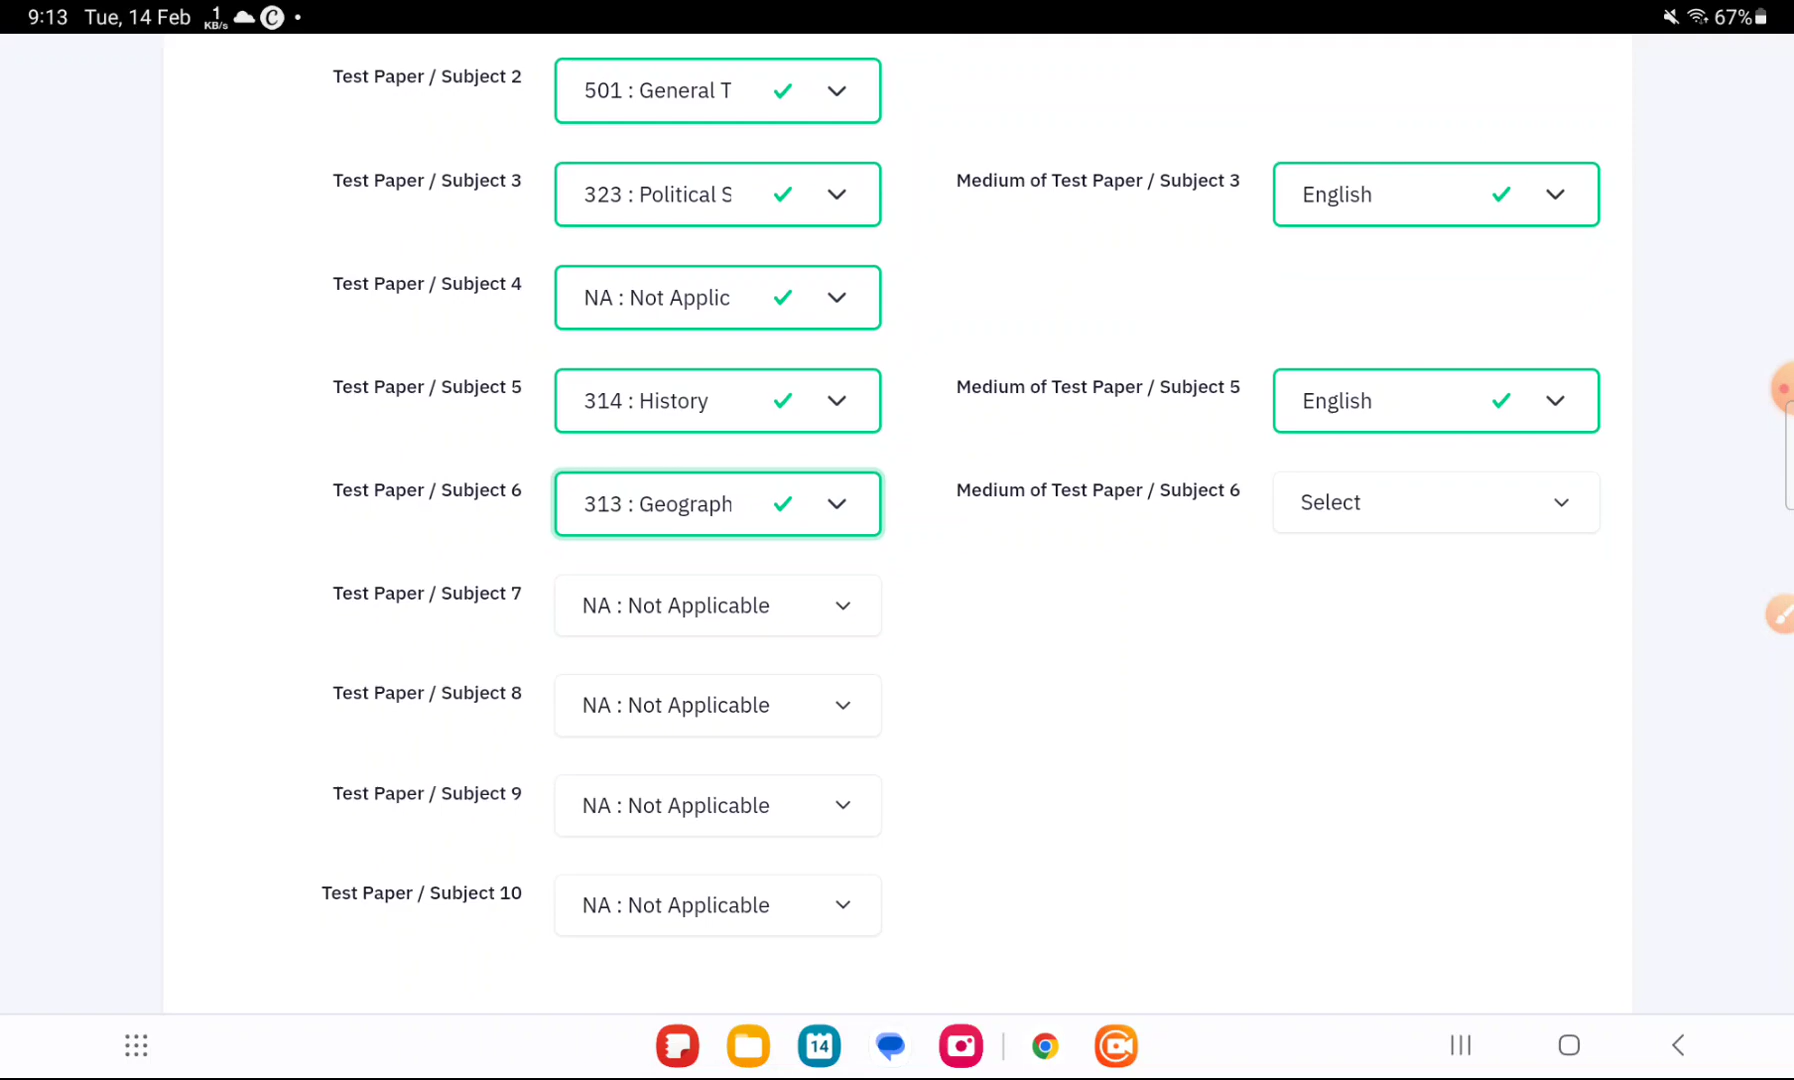 9:13 Tue, 14 Feb 1 KB/s 67%
Test Paper / Subject 2 501 : General T
Test Paper / Subject 3 323 : Political S Medium of Test Paper / Subject 3 English
Test Paper / Subject 4 NA : Not Applic
Test Paper / Subject 5 314 : History Medium of Test Paper / Subject 5 English
Test Paper / Subject 6 313 : Geograph Medium of Test Paper / Subject 6 Select
Test Paper / Subject 7 NA : Not Applicable
Test Paper / Subject 8 NA : Not Applicable
Test Paper / Subject 9 NA : Not Applicable
Test Paper / Subject 10 NA : Not Applicable
14